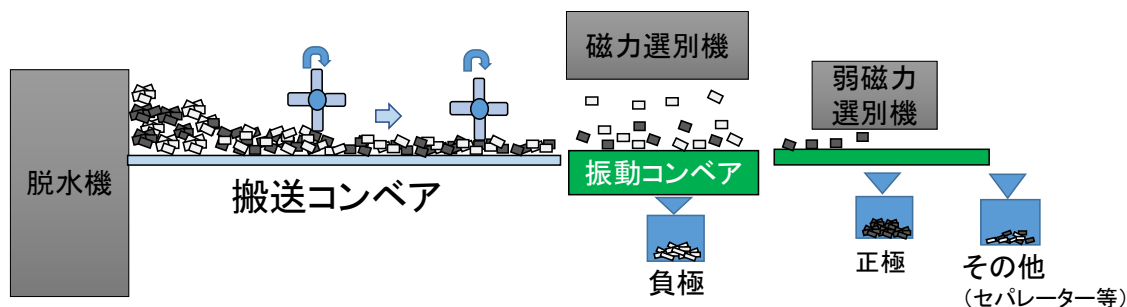 脱水機
搬送コンベア
磁力選別機
振動コンベア
負極
弱磁力
選別機
正極
その他
(セパレーター等)